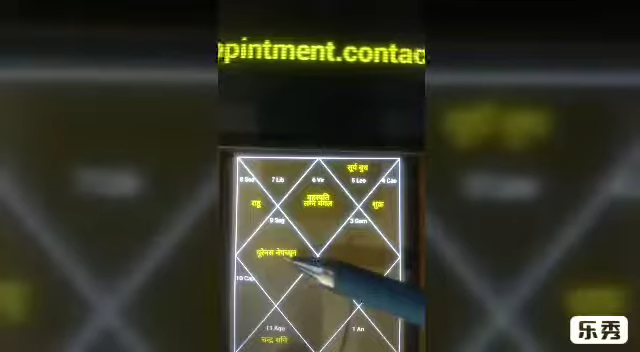 pintment.contac
सूर्य बुध
8 Sco 7 Lib 6 Vir 5 Leo 4 Can
राहु बृहस्पति शुक्र
लग्न मंगल
9 Sag 3 Gem
यूरेनस नेपच्यून
10 Cap
11 Aqu 1 Ari
चन्द्र शनि
乐秀